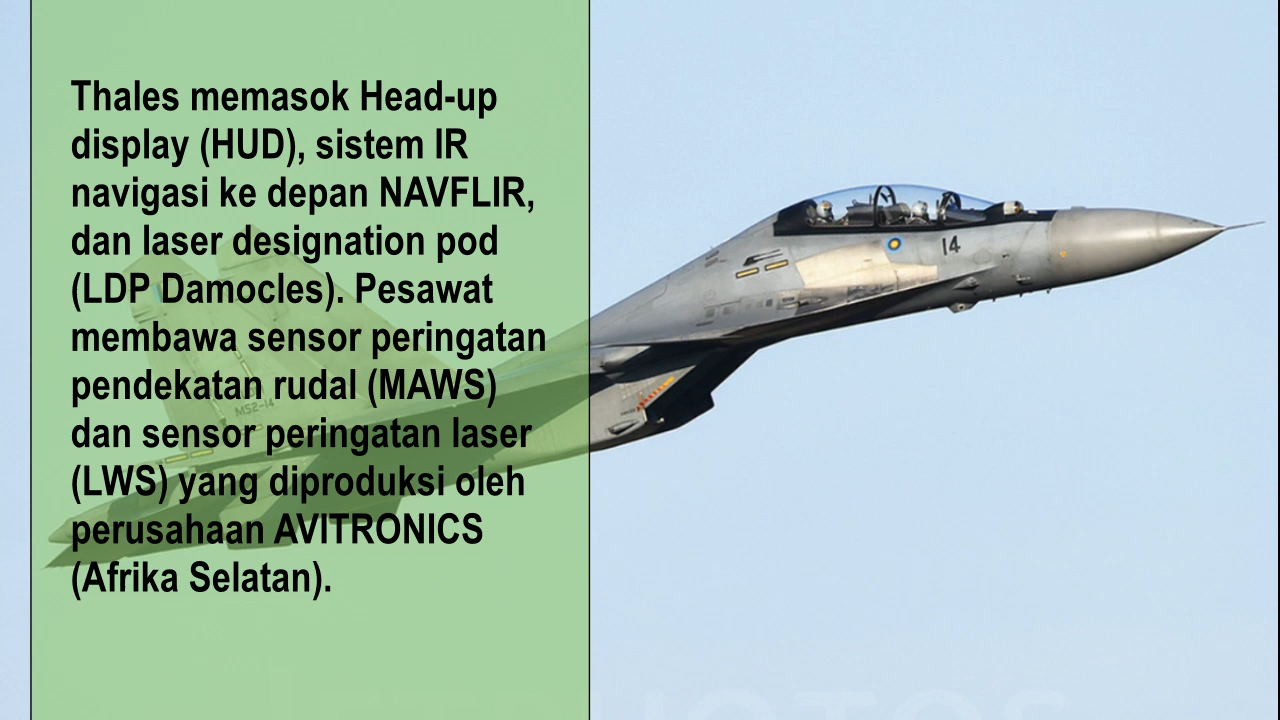 Thales memasok Head-up
display (HUD), sistem IR
navigasi ke depan NAVFLIR,
dan laser designation pod
(LDP Damocles). Pesawat
membawa sensor peringatan
pendekatan rudal (MAWS)
dan sensor peringatan laser
(LWS) yang diproduksi oleh
perusahaan AVITRONICS
(Afrika Selatan).
14
MS2-14